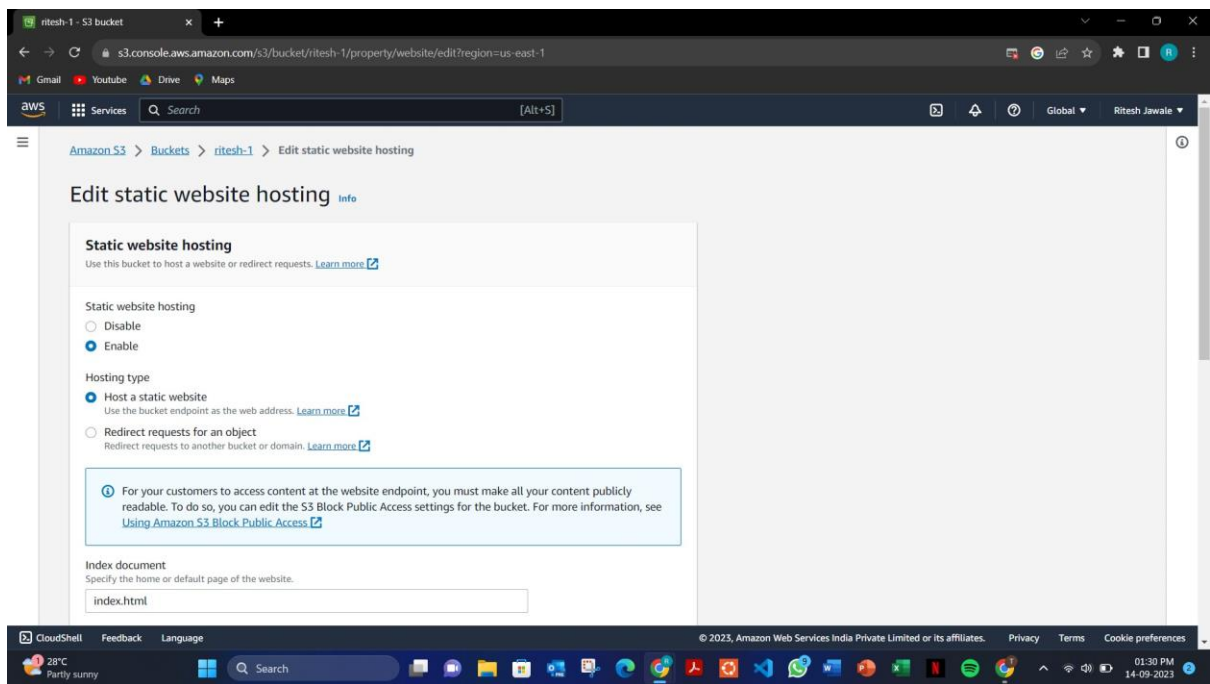 ritesh-1 - S3 bucket
s3.console.aws.amazon.com/s3/bucket/ritesh-1/property/website/edit?region=us-east-1
Gmail Youtube Drive Maps
aws Services Search [Alt+S] Global Ritesh Jawale
Amazon S3 > Buckets > ritesh-1 > Edit static website hosting
Edit static website hosting Info
Static website hosting
Use this bucket to host a website or redirect requests. Learn more
Static website hosting
Disable
Enable
Hosting type
Host a static website
Use the bucket endpoint as the web address. Learn more
Redirect requests for an object
Redirect requests to another bucket or domain. Learn more
For your customers to access content at the website endpoint, you must make all your content publicly
readable. To do so, you can edit the S3 Block Public Access settings for the bucket. For more information, see
Using Amazon S3 Block Public Access
Index document
Specify the home or default page of the website.
index.html
CloudShell Feedback Language © 2023, Amazon Web Services India Private Limited or its affiliates. Privacy Terms Cookie preferences
28°C
Partly sunny
Search
01:30 PM
14-09-2023